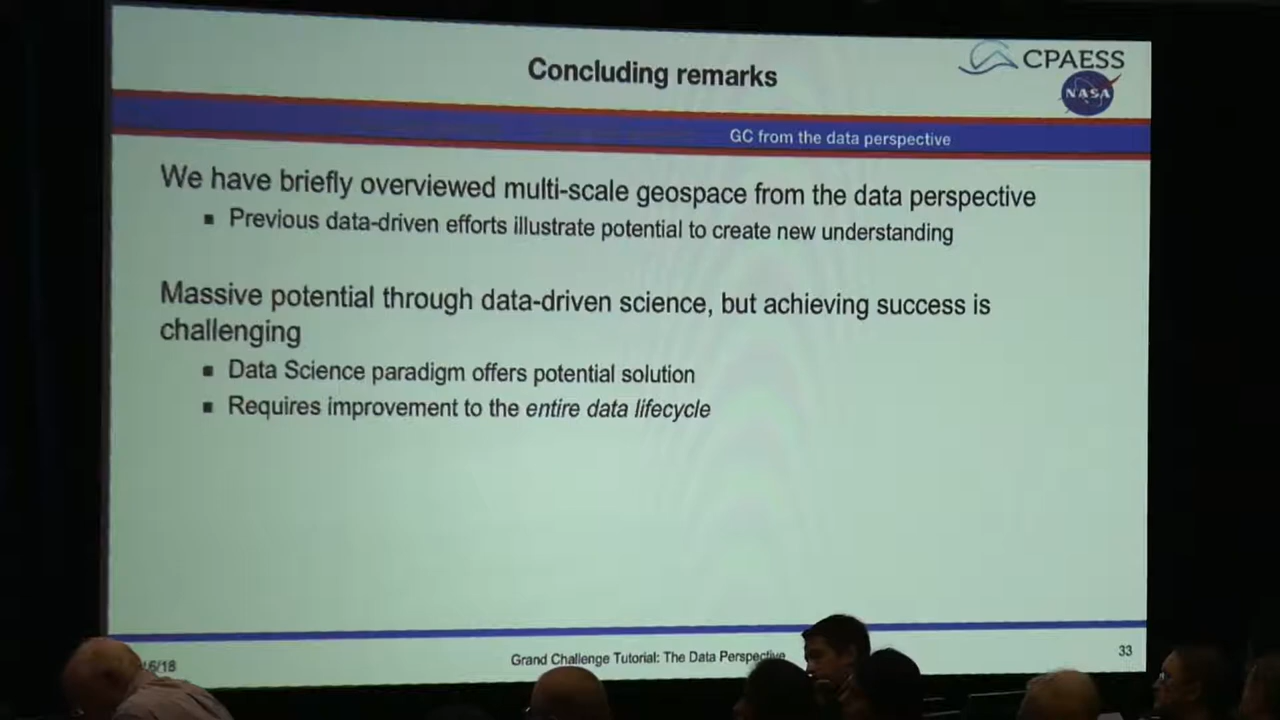 Concluding remarks
CPAESS
NASA
GC from the data perspective
We have briefly overviewed multi-scale geospace from the data perspective
▪ Previous data-driven efforts illustrate potential to create new understanding
Massive potential through data-driven science, but achieving success is
challenging
▪ Data Science paradigm offers potential solution
▪ Requires improvement to the entire data lifecycle
6/18
Grand Challenge Tutorial: The Data Perspective
33